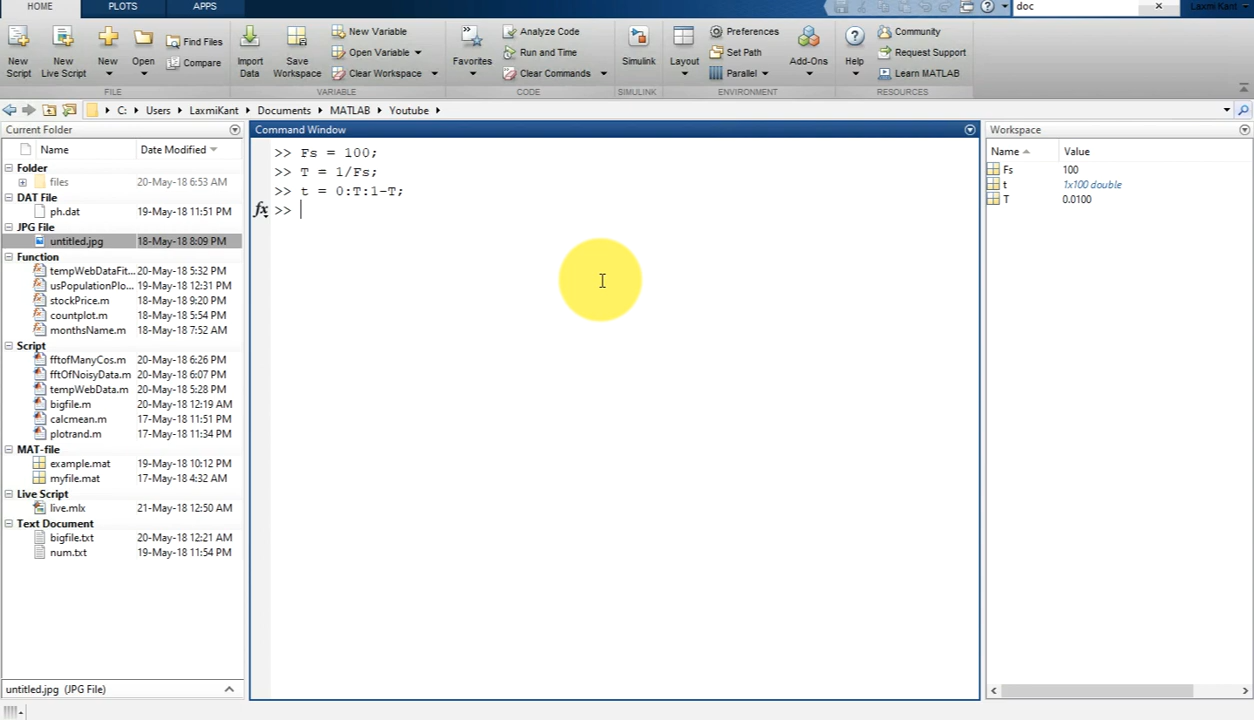 HOME PLOTS APPS doc Laxmi Kant
New Script
New Live Script
New
Open
Find Files
Compare
Import Data
Save Workspace
New Variable
Open Variable
Clear Workspace
Favorites
Analyze Code
Run and Time
Clear Commands
Simulink
Layout
Preferences
Set Path
Parallel
Add-Ons
Help
Community
Request Support
Learn MATLAB
FILE VARIABLE CODE SIMULINK ENVIRONMENT RESOURCES
C: Users LaxmiKant Documents MATLAB Youtube
Current Folder
Name Date Modified
Folder
files 20-May-18 6:53 AM
DAT File
ph.dat 19-May-18 11:51 PM
JPG File
untitled.jpg 18-May-18 8:09 PM
Function
tempWebDataFit... 20-May-18 5:32 PM
usPopulationPlo... 19-May-18 12:31 PM
stockPrice.m 18-May-18 9:20 PM
countplot.m 18-May-18 5:54 PM
monthsName.m 18-May-18 7:52 AM
Script
fftofManyCos.m 20-May-18 6:26 PM
fftOfNoisyData.m 20-May-18 6:07 PM
tempWebData.m 20-May-18 5:28 PM
bigfile.m 20-May-18 12:19 AM
calcmean.m 17-May-18 11:51 PM
plotrand.m 17-May-18 11:34 PM
MAT-file
example.mat 19-May-18 10:12 PM
myfile.mat 17-May-18 4:32 AM
Live Script
live.mlx 21-May-18 12:50 AM
Text Document
bigfile.txt 20-May-18 12:21 AM
num.txt 19-May-18 11:54 PM
untitled.jpg (JPG File)
Command Window
>> Fs = 100;
>> T = 1/Fs;
>> t = 0:T:1-T;
fx >>
Workspace
Name Value
Fs 100
t 1x100 double
T 0.0100